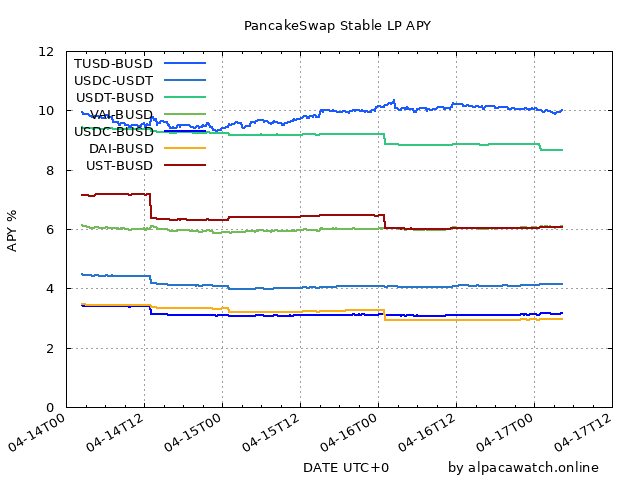 PancakeSwap Stable LP APY
APY %
12
10
8
6
4
2
0
TUSD-BUSD
USDC-USDT
USDT-BUSD
VAI-BUSD
USDC-BUSD
DAI-BUSD
UST-BUSD
04-14T00
04-14T12
04-15T00
04-15T12
04-16T00
04-16T12
04-17T00
04-17T12
DATE UTC+0
by alpacawatch.online